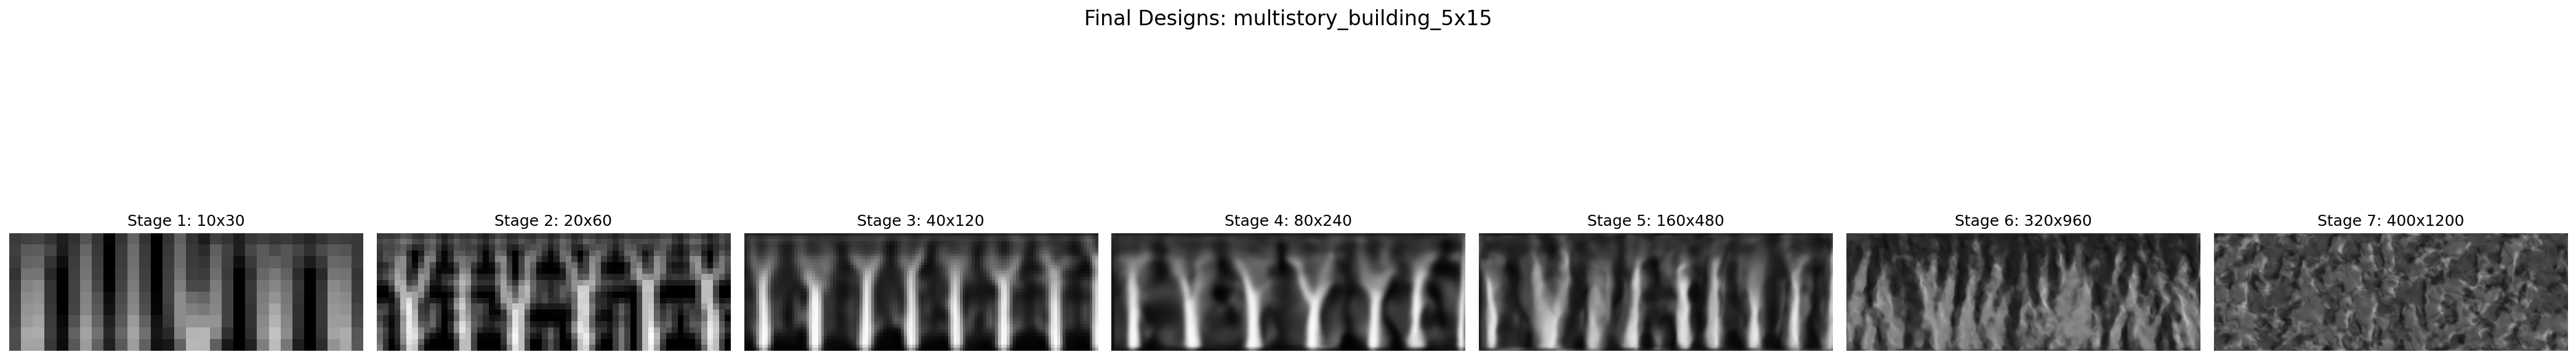 Final Designs: multistory_building_5x15
Stage 1: 10x30
Stage 2: 20x60
Stage 3: 40x120
Stage 4: 80x240
Stage 5: 160x480
Stage 6: 320x960
Stage 7: 400x1200